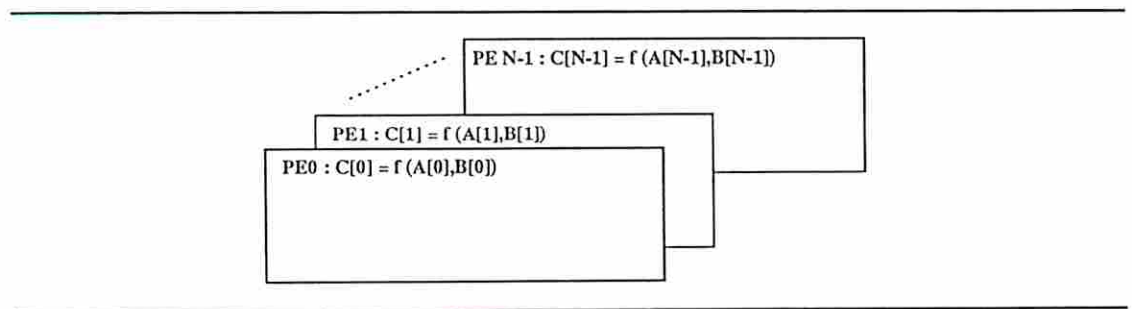 PE N-1 : C[N-1] = f (A[N-1],B[N-1])
PE1 : C[1] = f (A[1],B[1])
PE0 : C[0] = f (A[0],B[0])